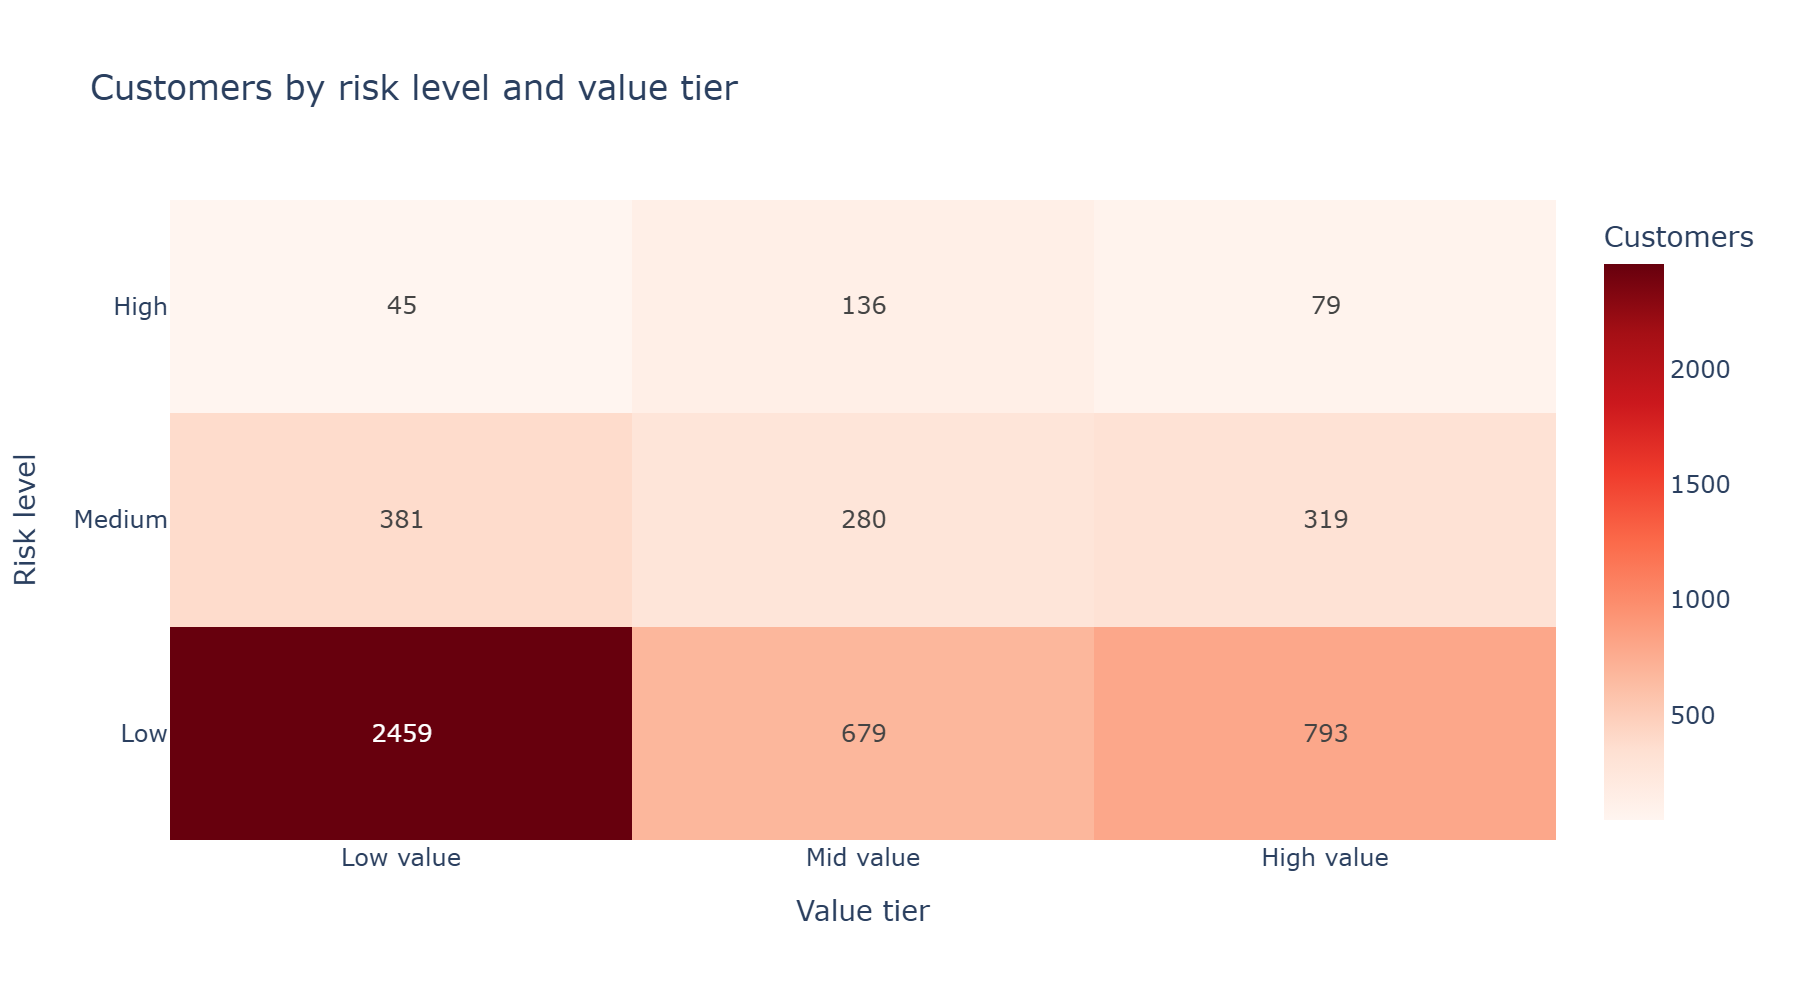 Customers by risk level and value tier
Customers
High 45 136 79
2000
Medium 381 280 319
1500
1000
Low 2459 679 793
500
Risk level
Low value Mid value High value
Value tier